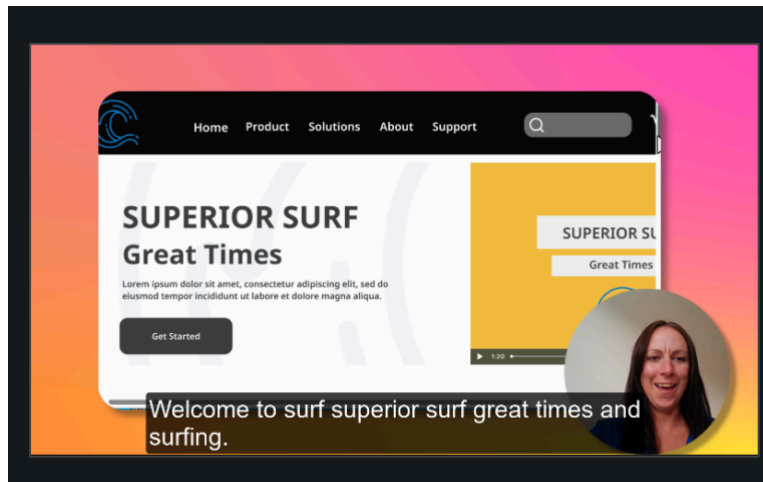 Home Product Solutions About Support
SUPERIOR SURF
Great Times
Lorem ipsum dolor sit amet, consectetur adipiscing elit, sed do
eiusmod tempor incididunt ut labore et dolore magna aliqua.
Get Started
SUPERIOR SU
Great Times
1:20
Welcome to surf superior surf great times and
surfing.